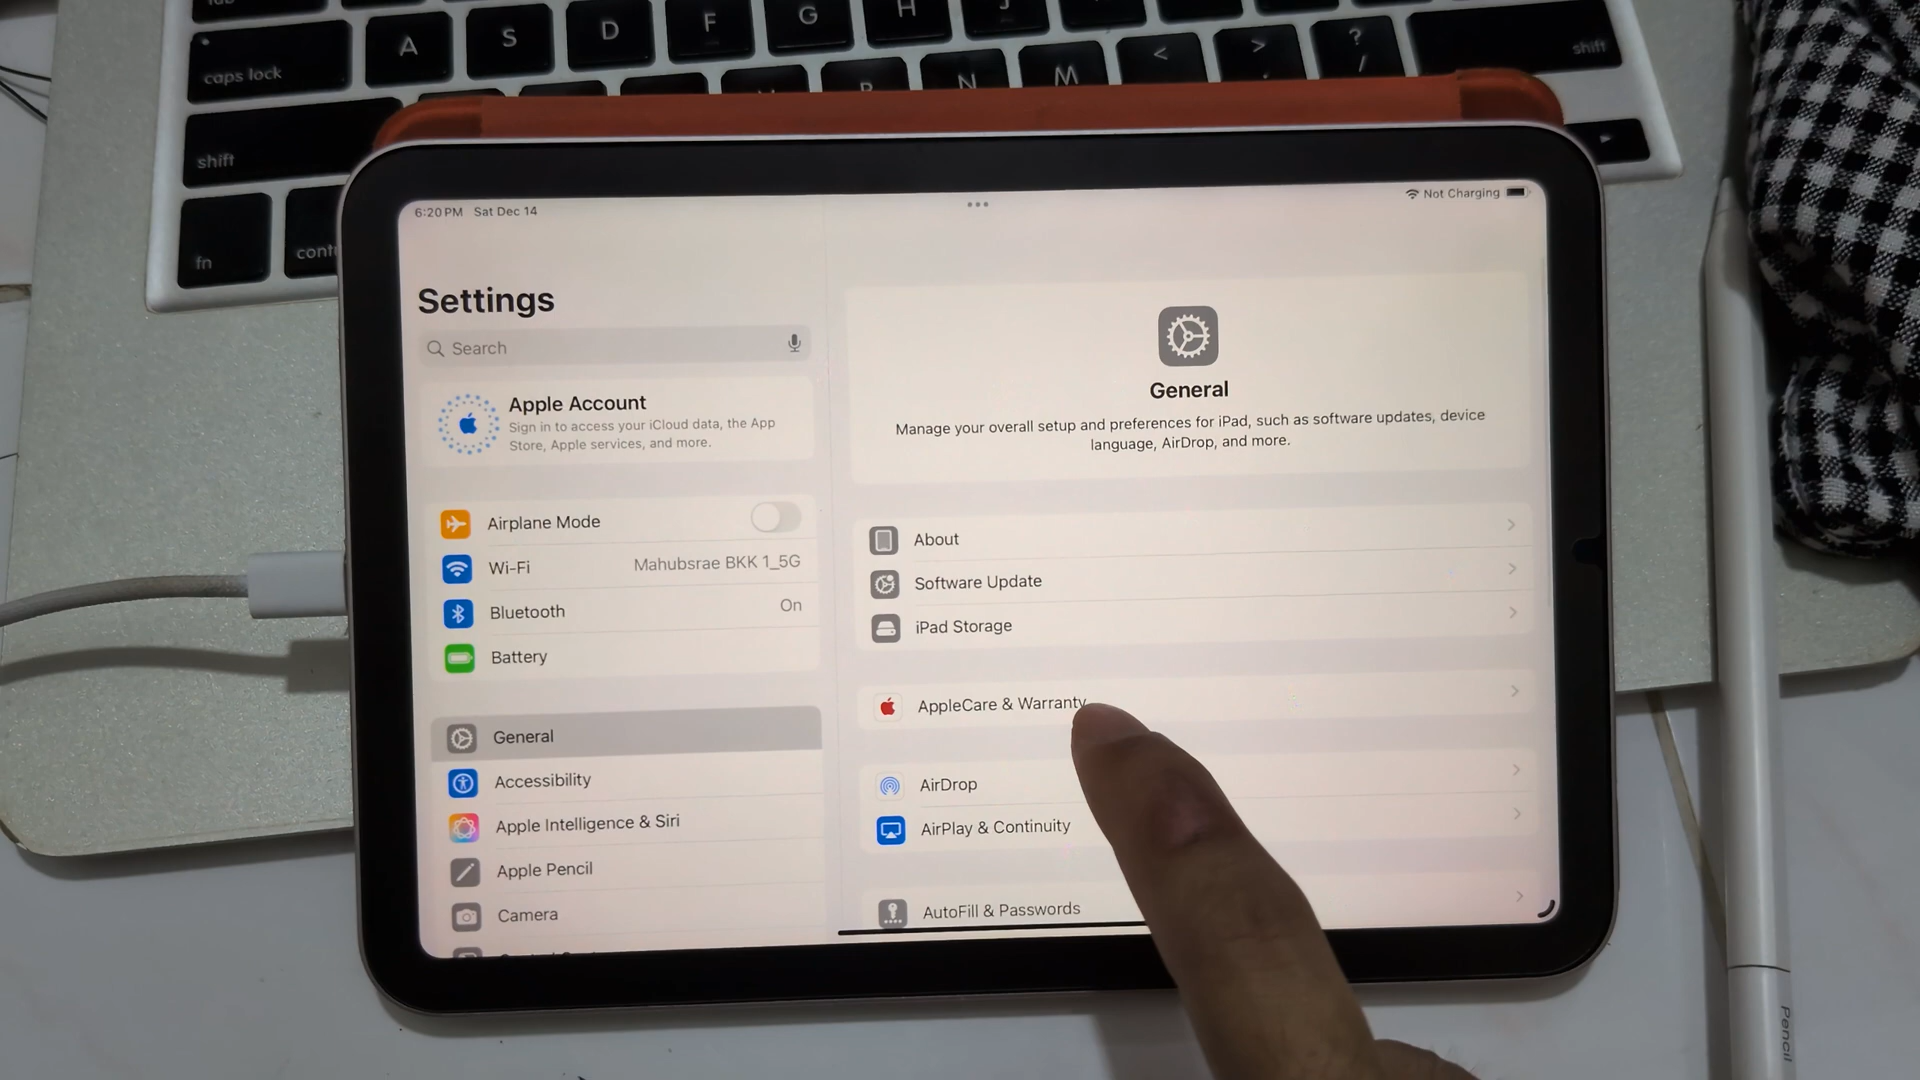 A S D F G H J
caps lock
N M < > ? /
shift
shift
fn
6:20 PM Sat Dec 14
Not Charging
Settings
Search
Apple Account
Sign in to access your iCloud data, the App
Store, Apple services, and more.
Airplane Mode
Wi-Fi Mahubsrae BKK 1_5G
Bluetooth On
Battery
General
Accessibility
Apple Intelligence & Siri
Apple Pencil
Camera
General
Manage your overall setup and preferences for iPad, such as software updates, device
language, AirDrop, and more.
About
Software Update
iPad Storage
AppleCare & Warranty
AirDrop
AirPlay & Continuity
AutoFill & Passwords
Pencil